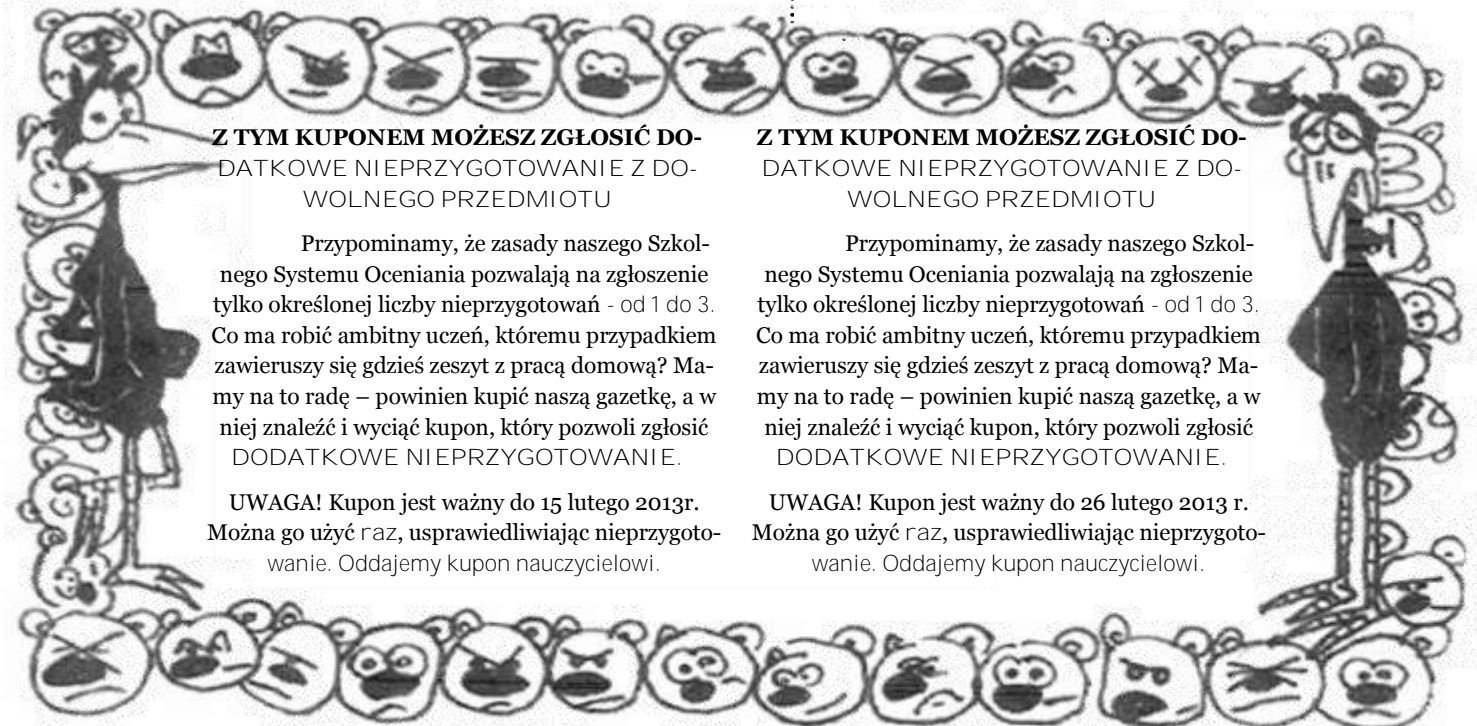 Z TYM KUPONEM MOŻESZ ZGŁOSIĆ DO-
DATKOWE NIEPRZYGOTOWANIE Z DO-
WOLNEGO PRZEDMIOTU
Przypominamy, że zasady naszego Szkol-
nego Systemu Oceniania pozwalają na zgłoszenie
tylko określonej liczby nieprzygotowań - od 1 do 3.
Co ma robić ambitny uczeń, któremu przypadkiem
zawieruszy się gdzieś zeszyt z pracą domową? Ma-
my na to radę – powinien kupić naszą gazetkę, a w
niej znaleźć i wyciąć kupon, który pozwoli zgłosić
DODATKOWE NIEPRZYGOTOWANIE.
UWAGA! Kupon jest ważny do 15 lutego 2013r.
Można go użyć raz, usprawiedliwiając nieprzygoto-
wanie. Oddajemy kupon nauczycielowi.
Z TYM KUPONEM MOŻESZ ZGŁOSIĆ DO-
DATKOWE NIEPRZYGOTOWANIE Z DO-
WOLNEGO PRZEDMIOTU
Przypominamy, że zasady naszego Szkol-
nego Systemu Oceniania pozwalają na zgłoszenie
tylko określonej liczby nieprzygotowań - od 1 do 3.
Co ma robić ambitny uczeń, któremu przypadkiem
zawieruszy się gdzieś zeszyt z pracą domową? Ma-
my na to radę – powinien kupić naszą gazetkę, a w
niej znaleźć i wyciąć kupon, który pozwoli zgłosić
DODATKOWE NIEPRZYGOTOWANIE.
UWAGA! Kupon jest ważny do 26 lutego 2013 r.
Można go użyć raz, usprawiedliwiając nieprzygoto-
wanie. Oddajemy kupon nauczycielowi.